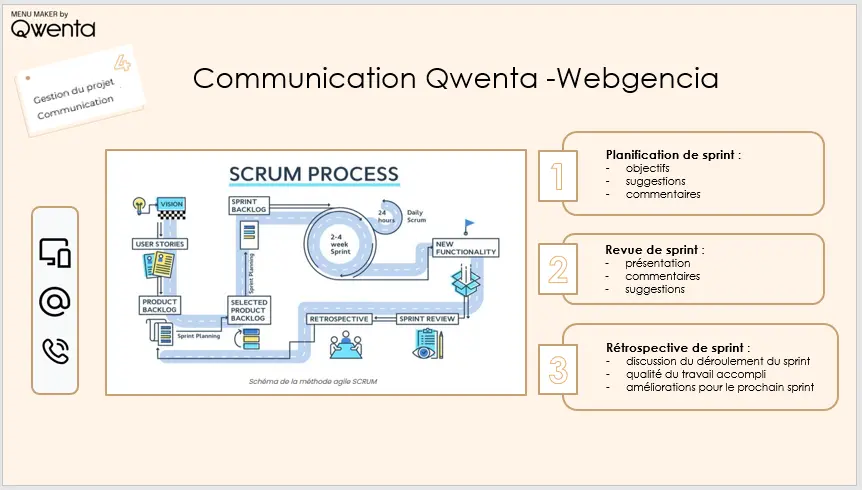 MENU MAKER by
Qwenta
4
Gestion du projet
Communication
Communication Qwenta -Webgencia
SCRUM PROCESS
VISION
USER STORIES
PRODUCT
BACKLOG
Sprint Planning
SPRINT
BACKLOG
Sprint Planning
SELECTED
PRODUCT
BACKLOG
2-4
week
Sprint
24
hours
Daily
Scrum
NEW
FUNCTIONALITY
RETROSPECTIVE
SPRINT REVIEW
Schéma de la méthode agile SCRUM
1
Planification de sprint :
- objectifs
- suggestions
- commentaires
2
Revue de sprint :
- présentation
- commentaires
- suggestions
3
Rétrospective de sprint :
- discussion du déroulement du sprint
- qualité du travail accompli
- améliorations pour le prochain sprint